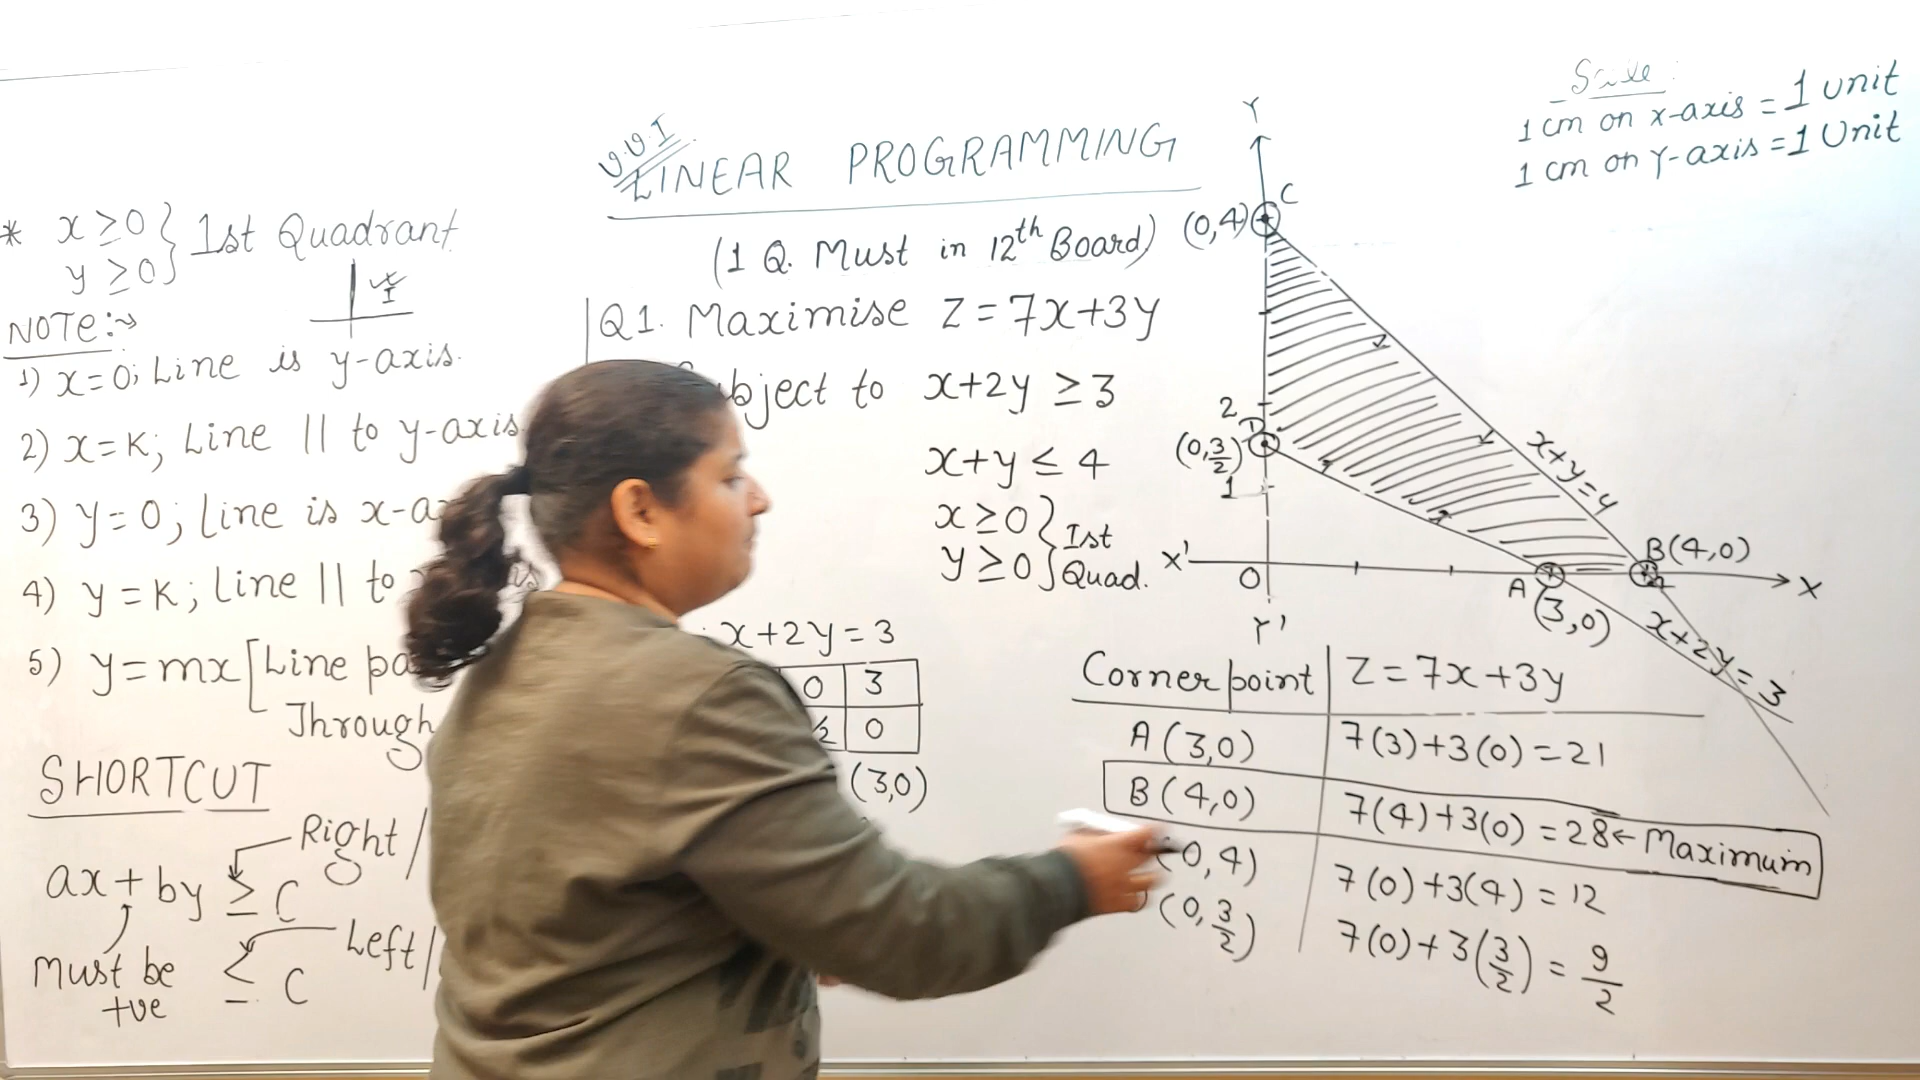 * x ≥ 0
y ≥ 0 } 1st Quadrant
I
NOTE:~
1) x = 0; Line is y-axis.
2) x = K; Line || to y-axis.
3) y = 0; Line is x-a
4) y = K; Line || to
5) y = mx [Line pa
Through
SHORTCUT
Right /
ax + by ≥ C
Left /
Must be +ve
≤ C
V.V.I
LINEAR PROGRAMMING
(1 Q. Must in 12th Board)
Q1. Maximise Z = 7x + 3y
bject to x + 2y ≥ 3
x + y ≤ 4
x ≥ 0
y ≥ 0 } Ist Quad.
x + 2y = 3
0 | 3
2 | 0
(3,0)
Scale:
1 cm on x-axis = 1 unit
1 cm on Y-axis = 1 Unit
Y
C
(0,4)
2
D
(0, 3/2)
1
x + y = 4
B(4,0)
X'
O
X
A
(3,0)
Y'
x + 2y = 3
Corner point | Z = 7x + 3y
A (3,0) | 7(3) + 3(0) = 21
B (4,0) | 7(4) + 3(0) = 28 ← Maximum
(0,4) | 7(0) + 3(4) = 12
(0, 3/2) | 7(0) + 3(3/2) = 9/2